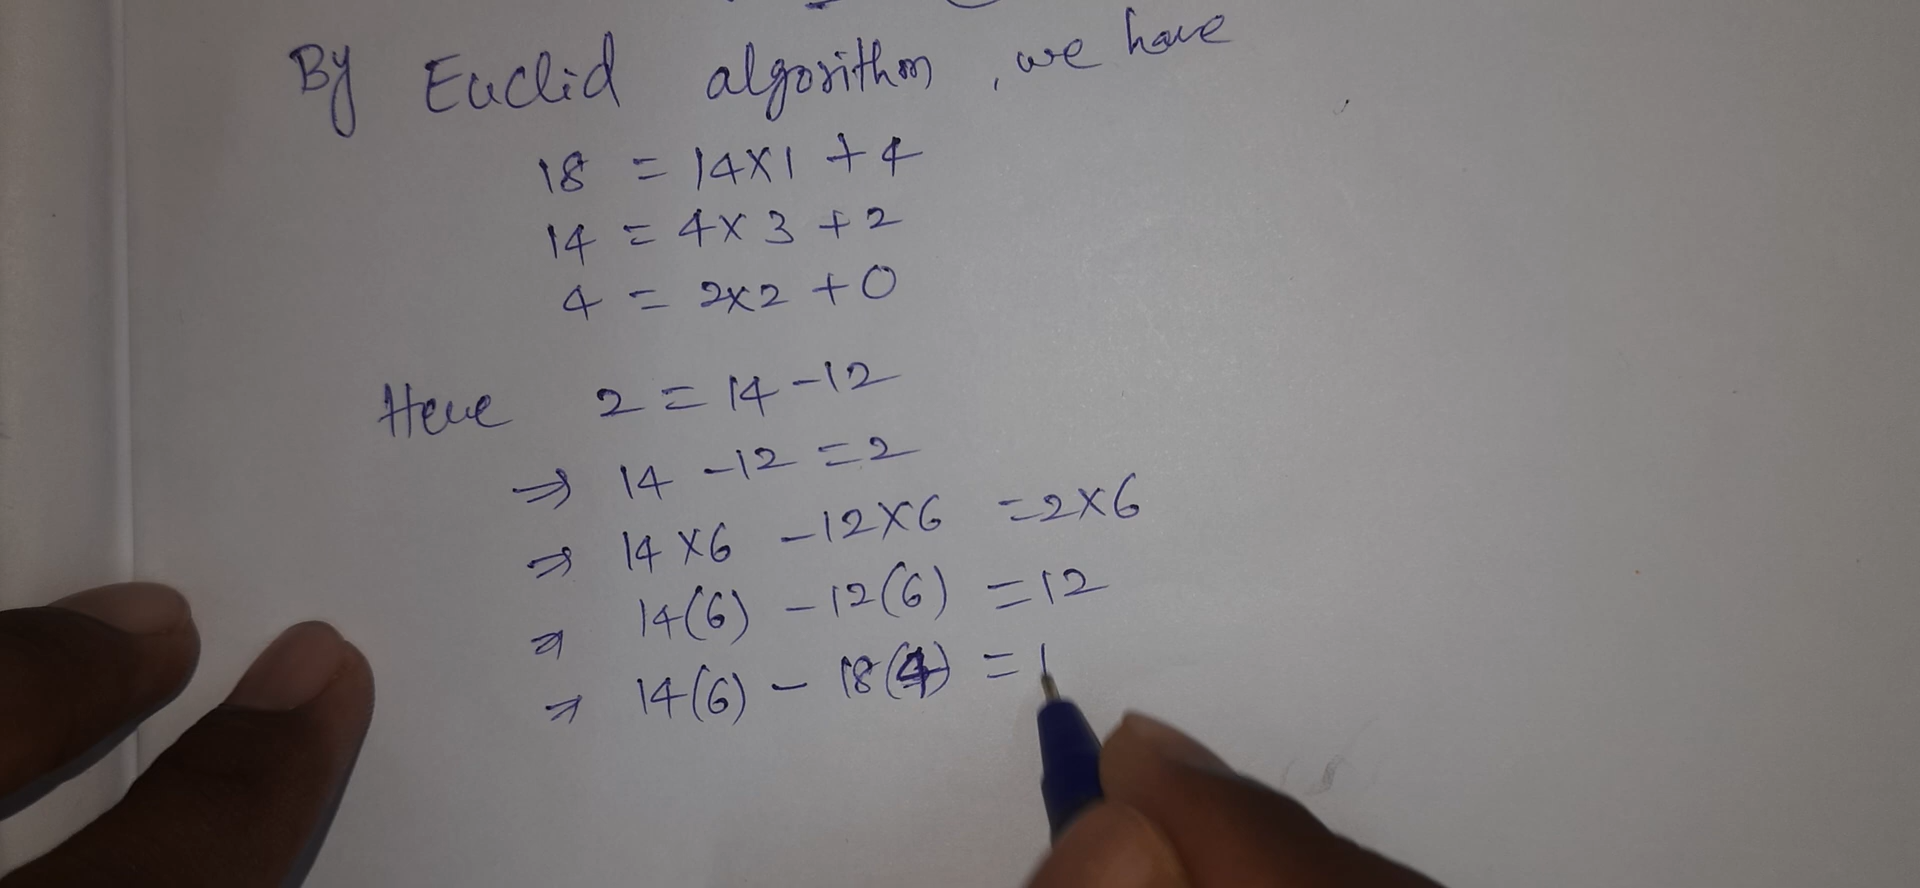 By Euclid algorithm, we have
18 = 14×1 + 4
14 = 4×3 + 2
4 = 2×2 + 0
Here 2 = 14 - 12
⇒ 14 - 12 = 2
⇒ 14×6 - 12×6 = 2×6
⇒ 14(6) - 12(6) = 12
⇒ 14(6) - 18(4) = 1